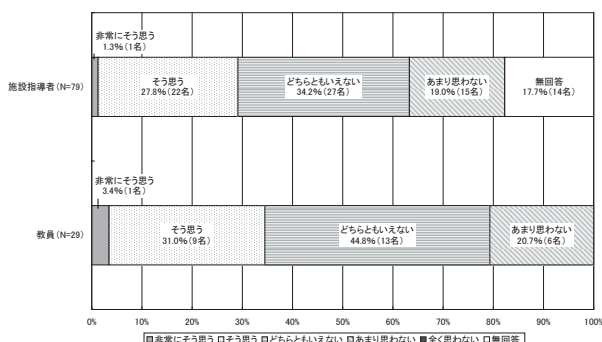 非常にそう思う
1.3%(1名)
施設指導者(N=79)
そう思う
27.8%(22名)
どちらともいえない
34.2%(27名)
あまり思わない
19.0%(15名)
無回答
17.7%(14名)
非常にそう思う
3.4%(1名)
教員(N=29)
そう思う
31.0%(9名)
どちらともいえない
44.8%(13名)
あまり思わない
20.7%(6名)
0% 10% 20% 30% 40% 50% 60% 70% 80% 90% 100%
非常にそう思う そう思う どちらともいえない あまり思わない 全く思わない 無回答